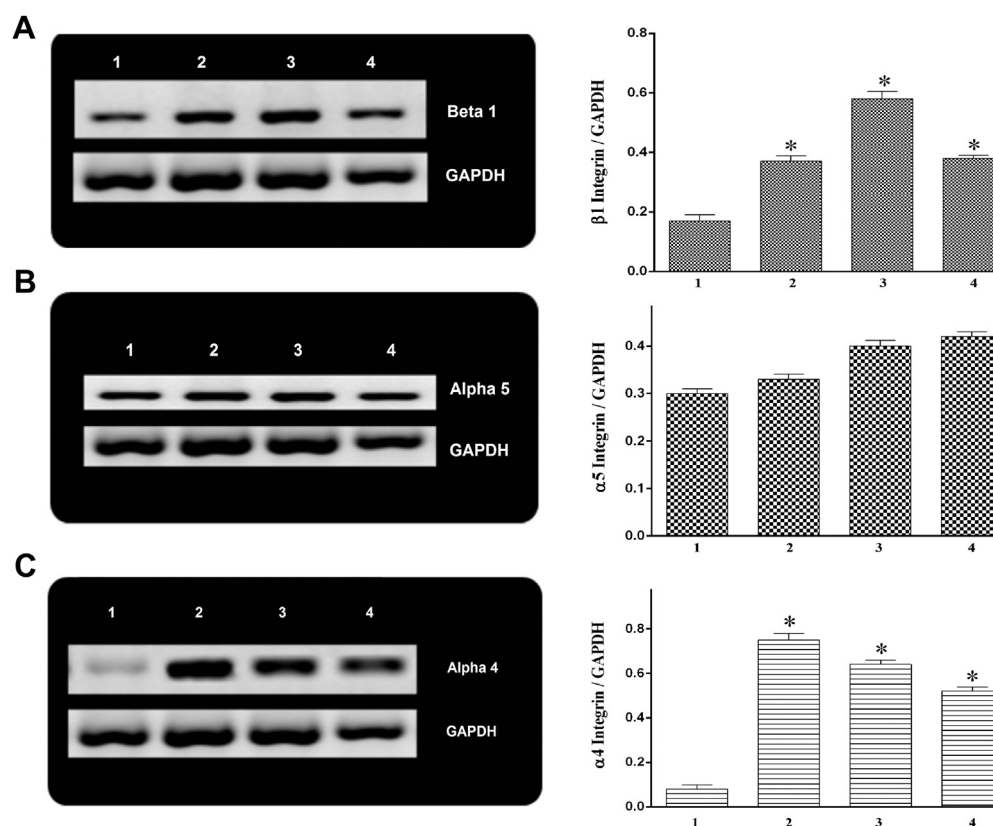 A
1 2 3 4
Beta 1
GAPDH
β1 Integrin / GAPDH
0.8
0.6
0.4
0.2
0.0
* * *
1 2 3 4
B
1 2 3 4
Alpha 5
GAPDH
α5 Integrin / GAPDH
0.4
0.3
0.2
0.1
0.0
1 2 3 4
C
1 2 3 4
Alpha 4
GAPDH
α4 Integrin / GAPDH
0.8
0.6
0.4
0.2
0.0
* * *
1 2 3 4